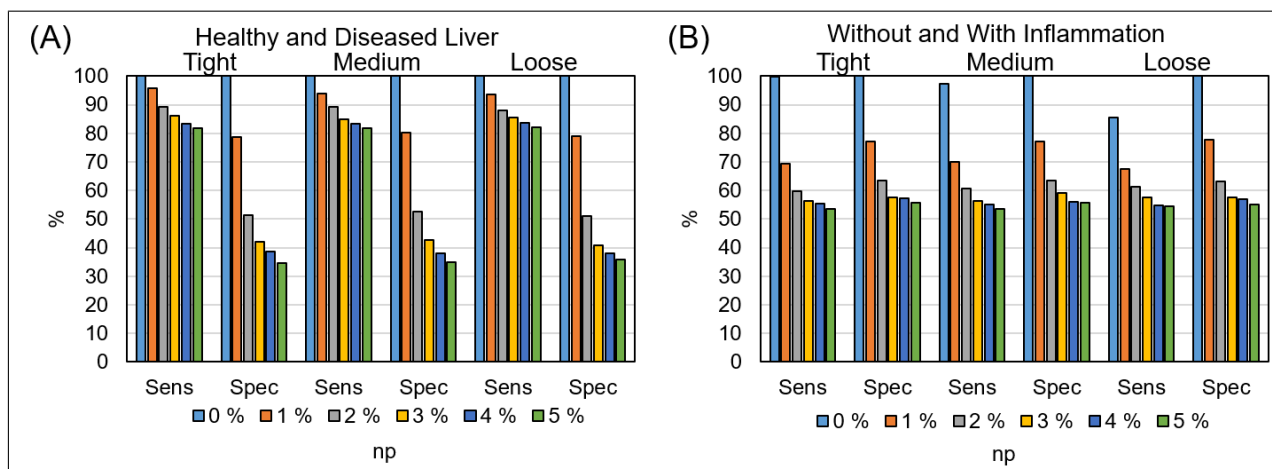 (A)
Healthy and Diseased Liver
Tight Medium Loose
100
90
80
70
60
50
40
30
20
10
0
%
Sens Spec Sens Spec Sens Spec
0 % 1 % 2 % 3 % 4 % 5 %
np
(B)
Without and With Inflammation
Tight Medium Loose
100
90
80
70
60
50
40
30
20
10
0
%
Sens Spec Sens Spec Sens Spec
0 % 1 % 2 % 3 % 4 % 5 %
np